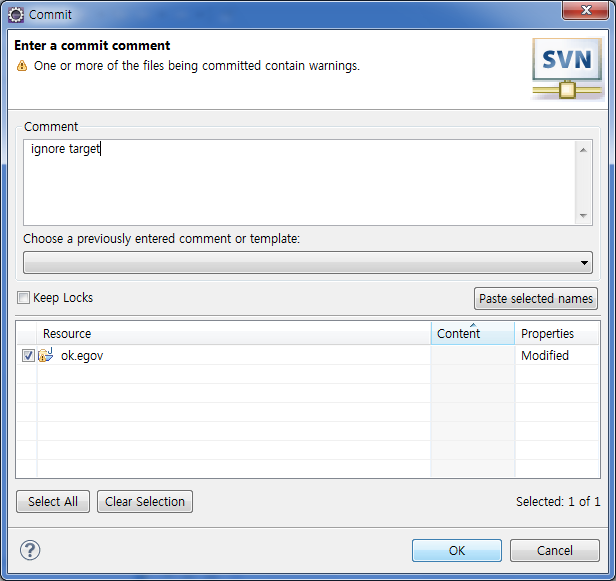 Commit
Enter a commit comment
One or more of the files being committed contain warnings.
SVN
Comment
ignore target
Choose a previously entered comment or template:
Keep Locks
Paste selected names
Resource Content Properties
ok.egov Modified
Select All Clear Selection Selected: 1 of 1
? OK Cancel